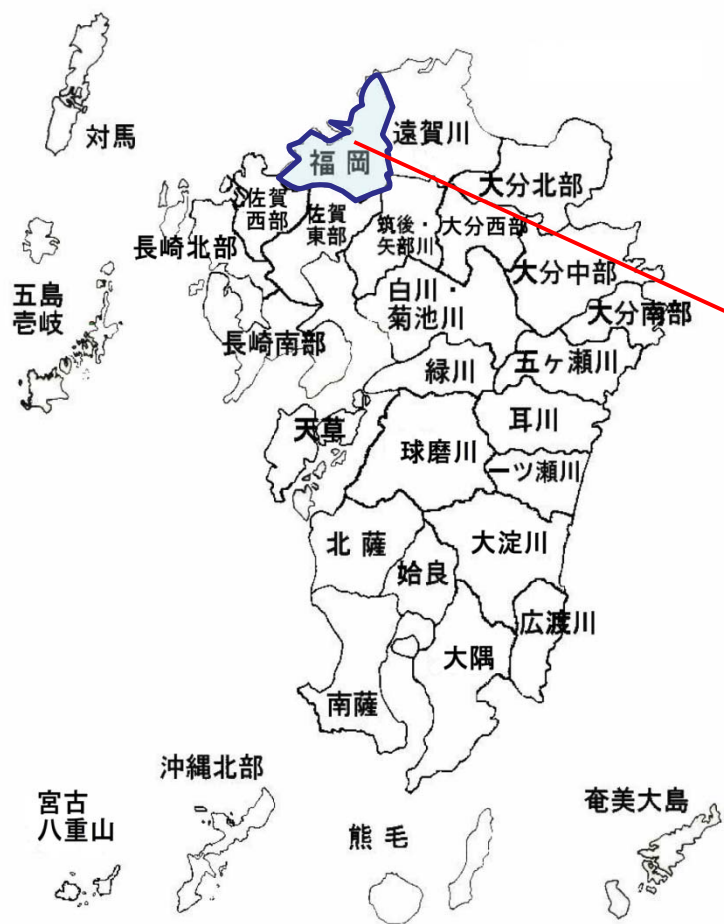 対馬
遠賀川
福岡
大分北部
佐賀
西部
佐賀
東部
筑後・
矢部川
大分西部
長崎北部
大分中部
五島
壱岐
白川・
菊池川
大分南部
長崎南部
緑川
五ヶ瀬川
天草
耳川
球磨川
一ツ瀬川
北薩
大淀川
姶良
広渡川
大隅
南薩
沖縄北部
宮古
八重山
熊毛
奄美大島